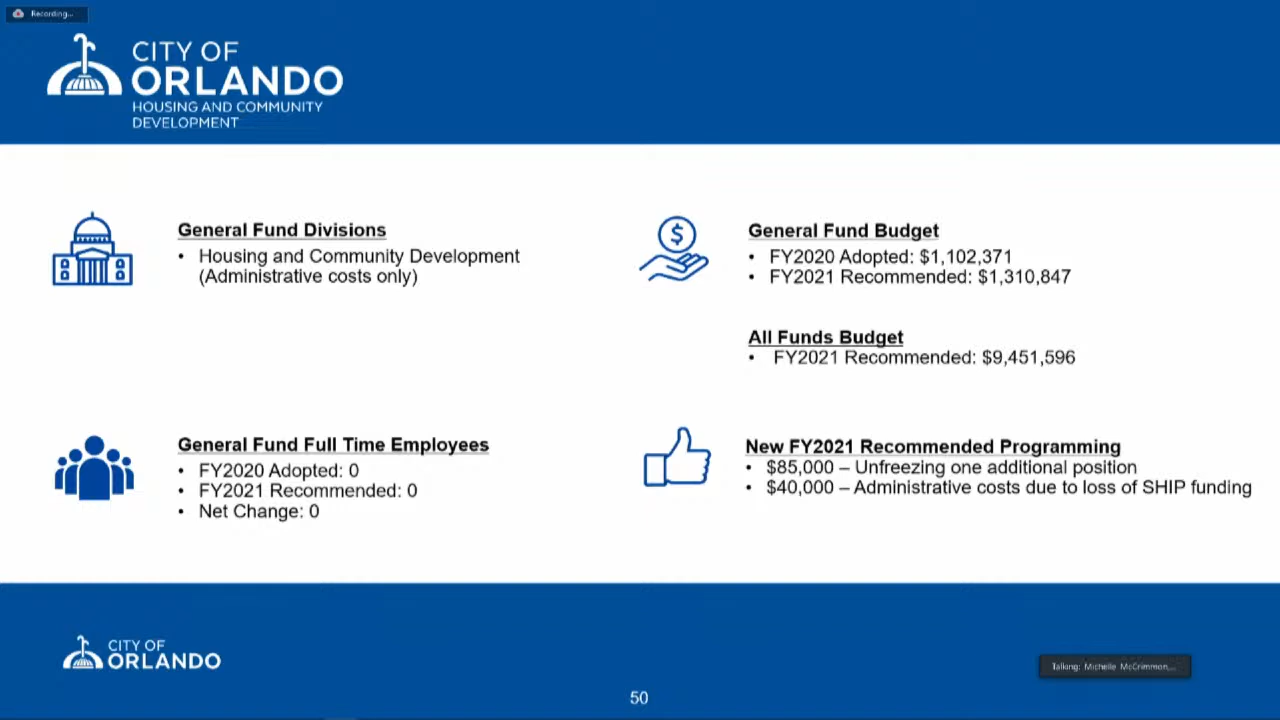 Recording...
CITY OF
ORLANDO
HOUSING AND COMMUNITY
DEVELOPMENT
General Fund Divisions
• Housing and Community Development
(Administrative costs only)
$
General Fund Budget
• FY2020 Adopted: $1,102,371
• FY2021 Recommended: $1,310,847
All Funds Budget
• FY2021 Recommended: $9,451,596
General Fund Full Time Employees
• FY2020 Adopted: 0
• FY2021 Recommended: 0
• Net Change: 0
New FY2021 Recommended Programming
• $85,000 – Unfreezing one additional position
• $40,000 – Administrative costs due to loss of SHIP funding
CITY OF
ORLANDO
Talking: Michelle McCrimmon,...
50